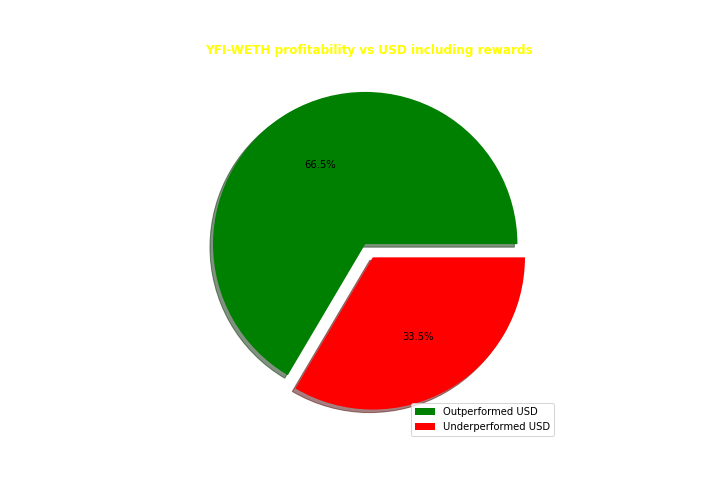 YFI-WETH profitability vs USD including rewards
66.5%
33.5%
Outperformed USD
Underperformed USD